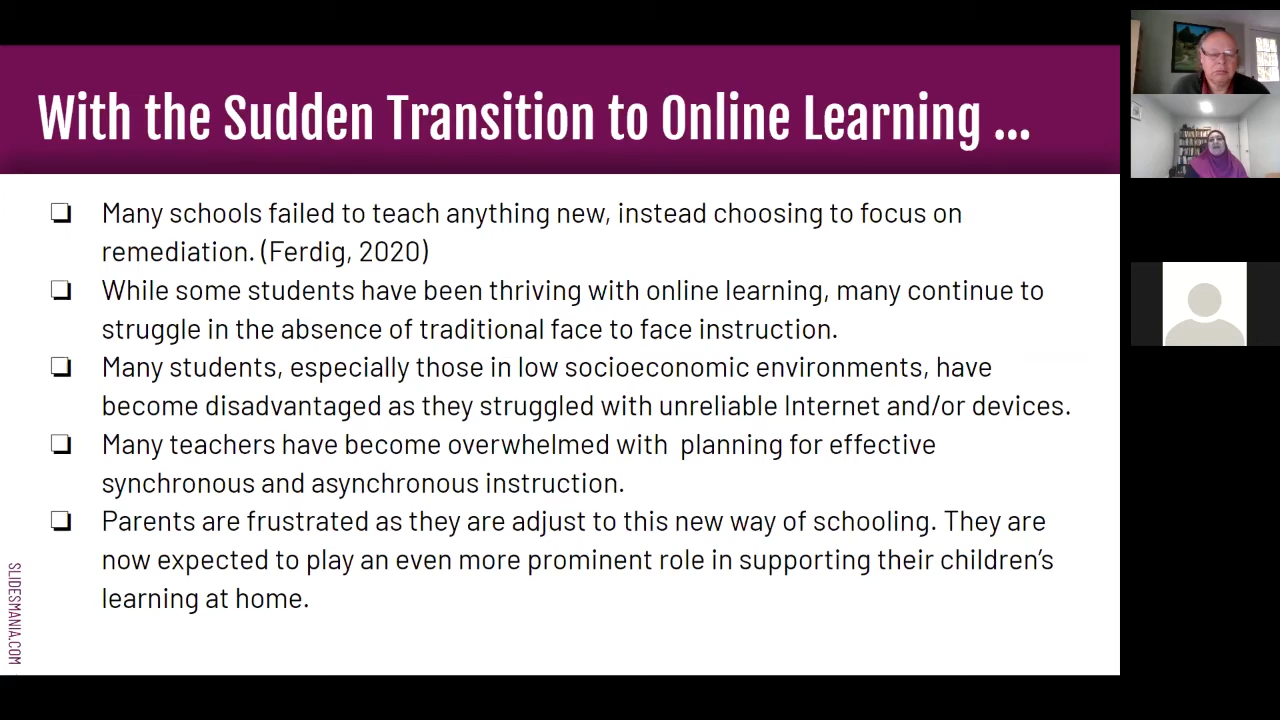 With the Sudden Transition to Online Learning ...
Many schools failed to teach anything new, instead choosing to focus on
remediation. (Ferdig, 2020)
While some students have been thriving with online learning, many continue to
struggle in the absence of traditional face to face instruction.
Many students, especially those in low socioeconomic environments, have
become disadvantaged as they struggled with unreliable Internet and/or devices.
Many teachers have become overwhelmed with  planning for effective
synchronous and asynchronous instruction.
Parents are frustrated as they are adjust to this new way of schooling. They are
now expected to play an even more prominent role in supporting their children’s
learning at home.
SLIDESMANIA.COM